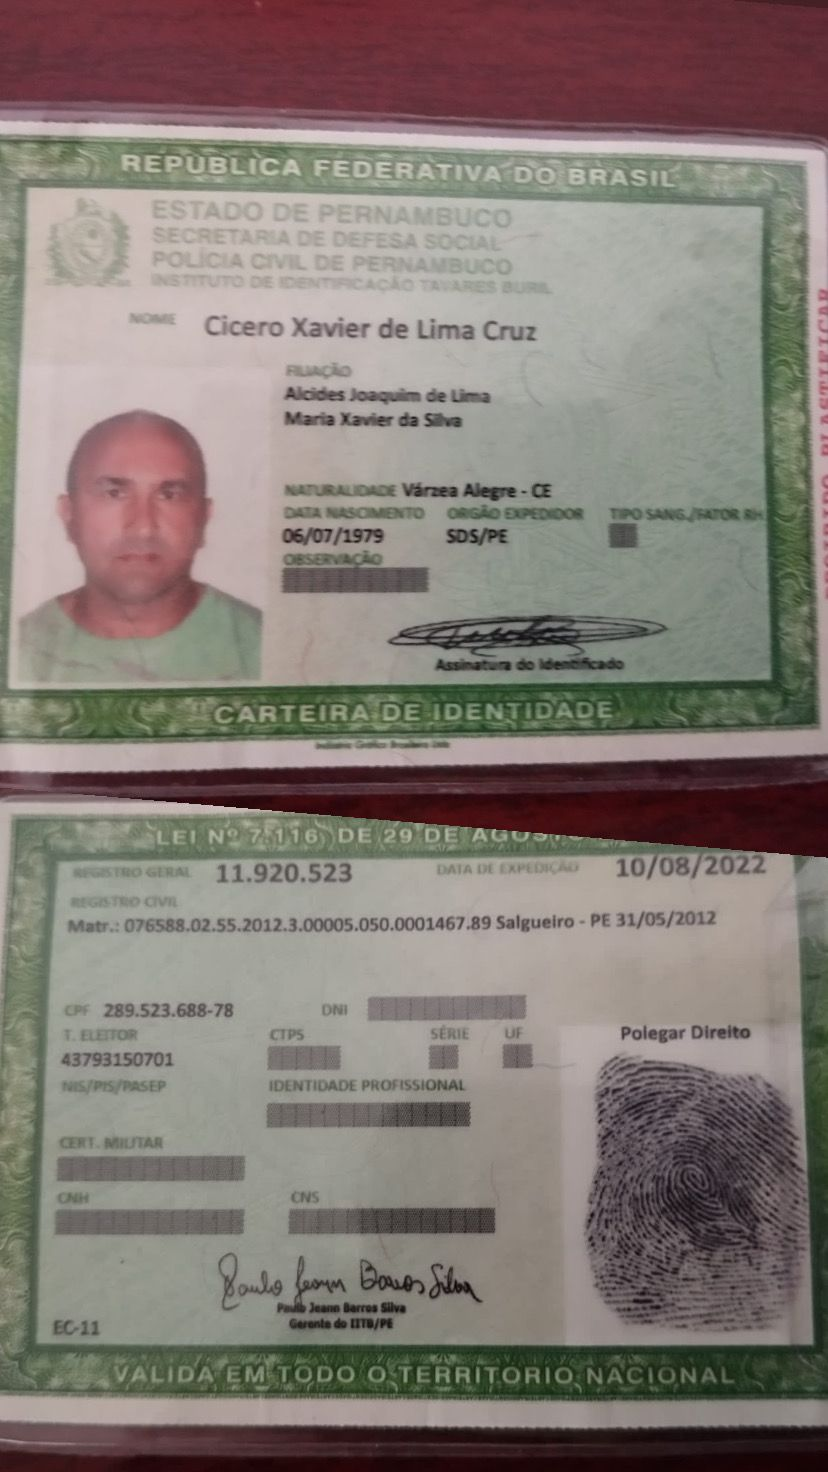 REPÚBLICA FEDERATIVA DO BRASIL
ESTADO DE PERNAMBUCO
SECRETARIA DE DEFESA SOCIAL
POLÍCIA CIVIL DE PERNAMBUCO
INSTITUTO DE IDENTIFICAÇÃO TAVARES BURIL
NOME Cicero Xavier de Lima Cruz
FILIAÇÃO
Alcides Joaquim de Lima
Maria Xavier da Silva
NATURALIDADE Várzea Alegre - CE
DATA NASCIMENTO ORGÃO EXPEDIDOR TIPO SANG./FATOR RH
06/07/1979 SDS/PE
OBSERVAÇÃO
Assinatura do Identificado
CARTEIRA DE IDENTIDADE
LEI Nº 7.116, DE 29 DE
REGISTRO GERAL 11.920.523 DATA DE EXPEDIÇÃO 10/08/2022
REGISTRO CIVIL
Matr.: 076588.02.55.2012.3.00005.050.0001467.89 Salgueiro - PE 31/05/2012
CPF 289.523.688-78 DNI
T. ELEITOR CTPS SÉRIE UF Polegar Direito
43793150701
NIS/PIS/PASEP IDENTIDADE PROFISSIONAL
CERT. MILITAR
CNH CNS
Paulo Jeann Barros Silva
Paulo Jeann Barros Silva
Gerente do IITB/PE
EC-11
VALIDA EM TODO O TERRITORIO NACIONAL